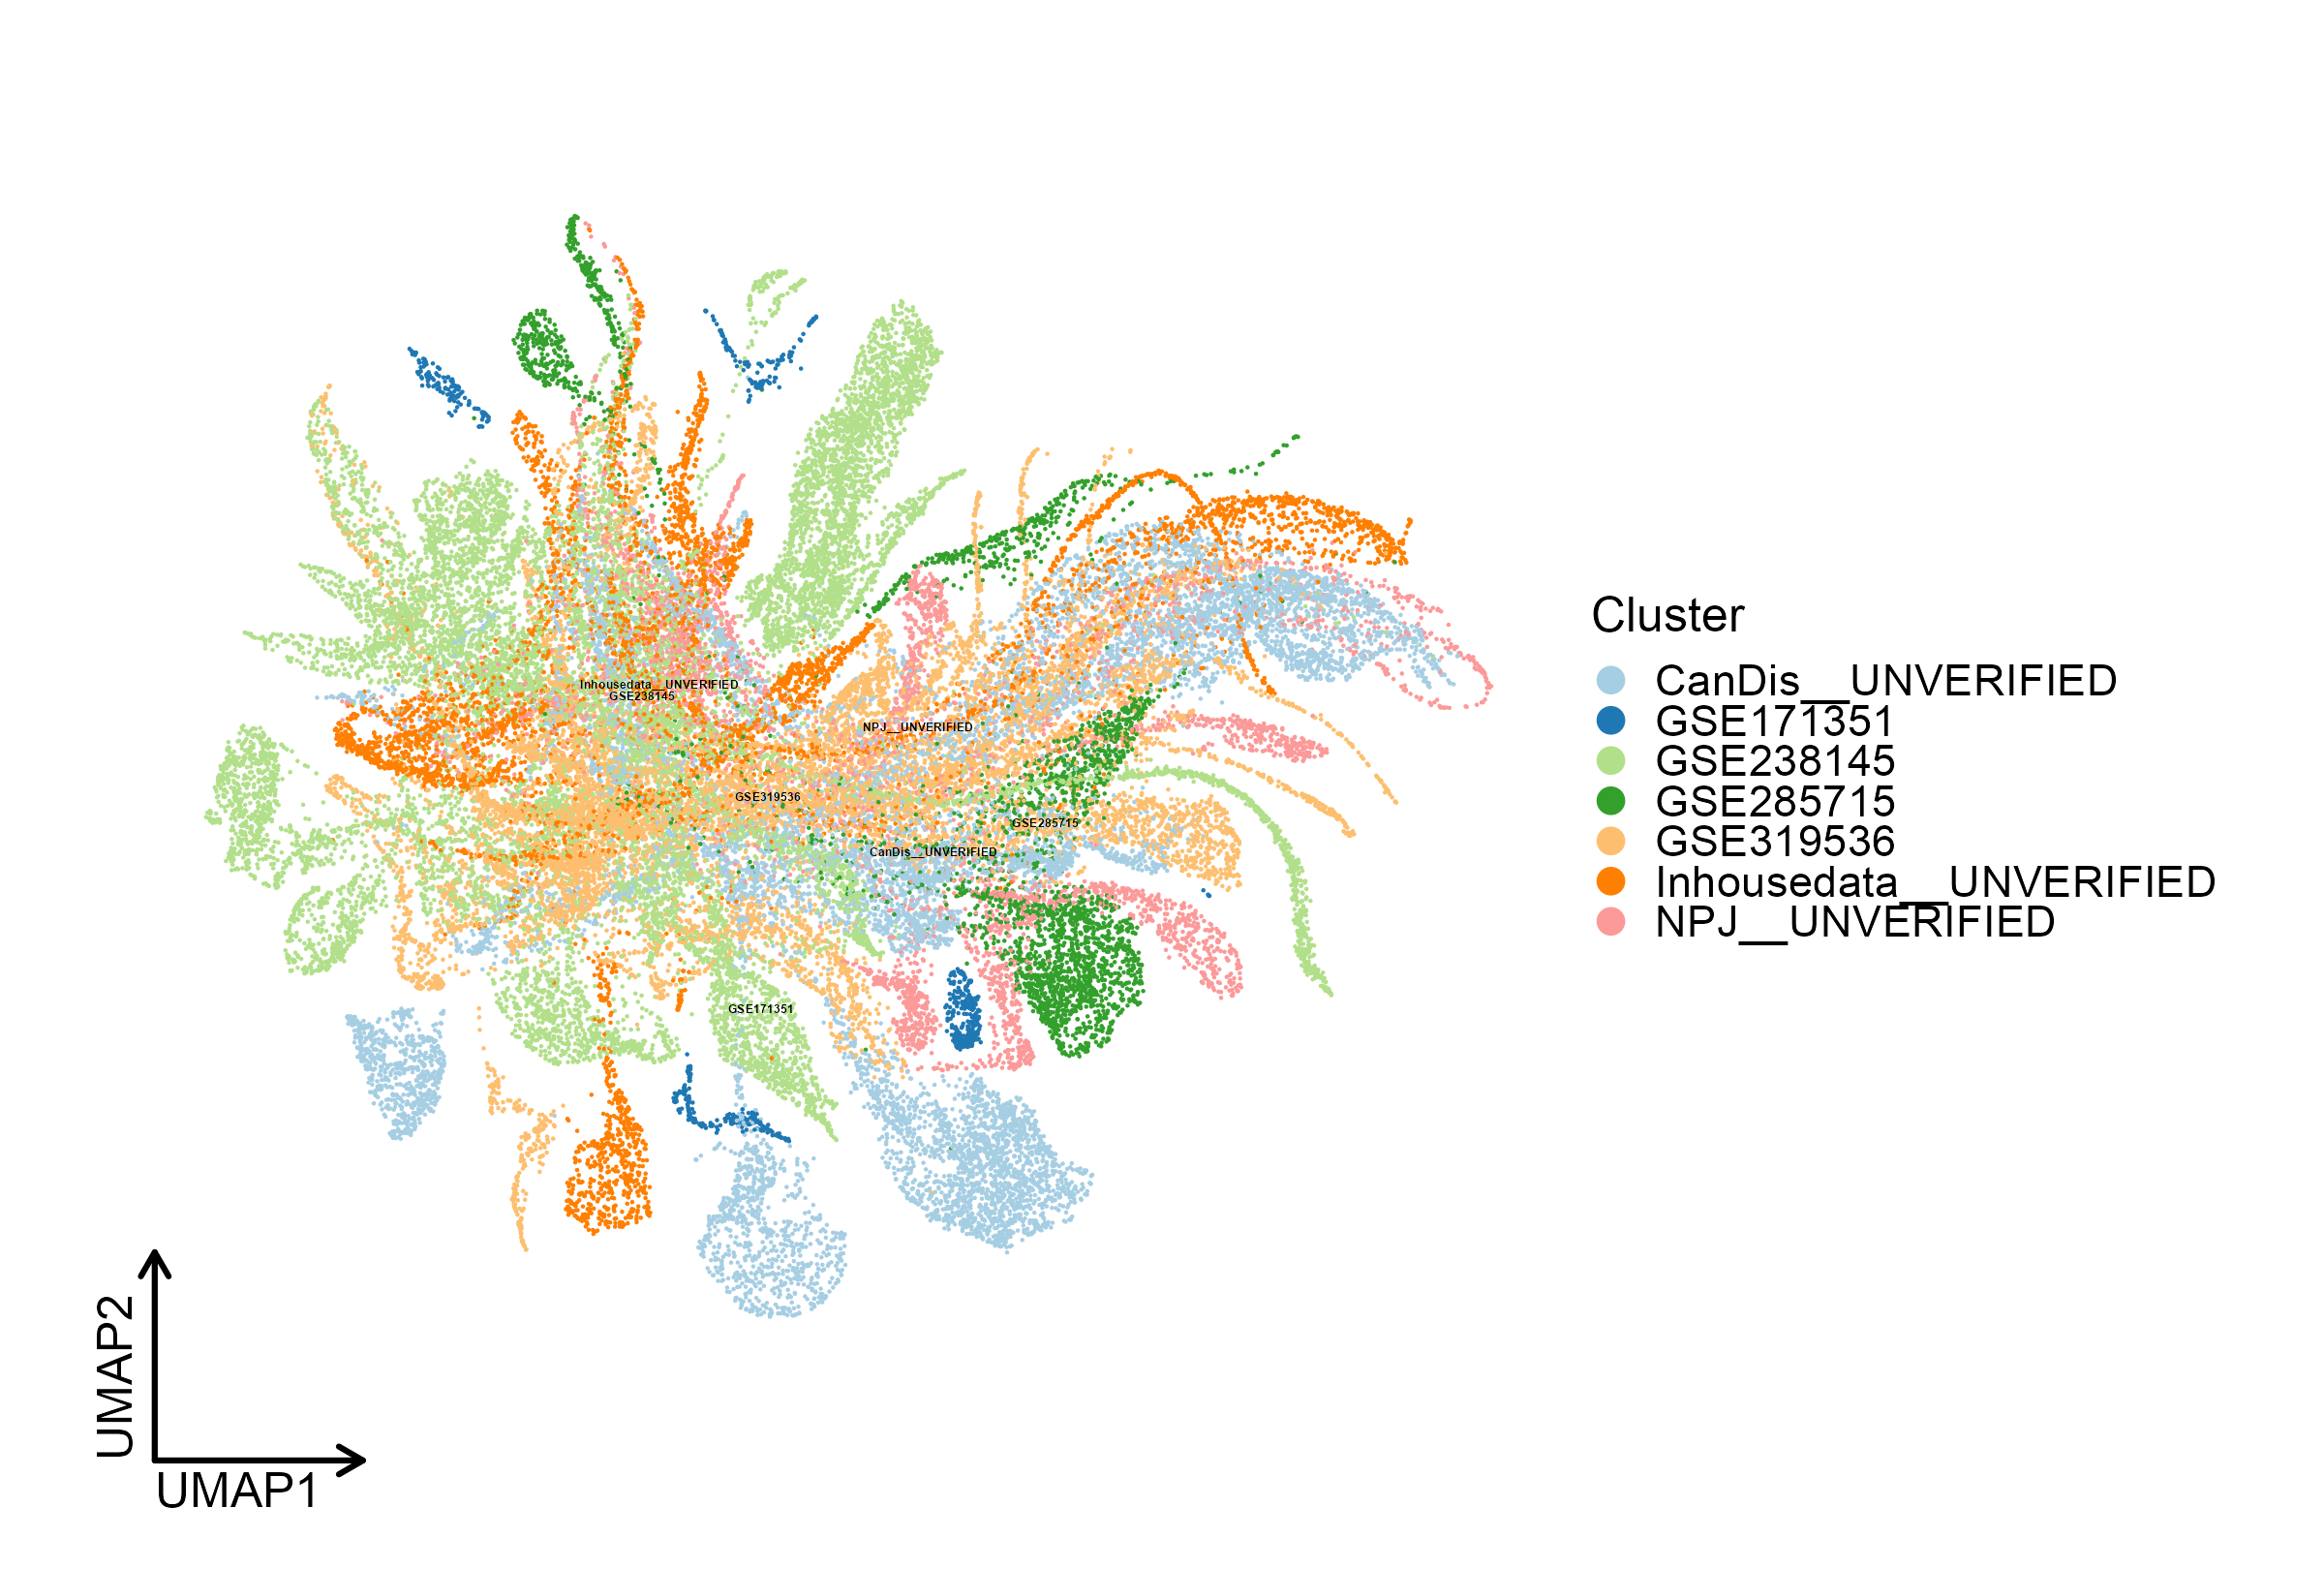 Inhousedata__UNVERIFIED
GSE238145
NPJ__UNVERIFIED
GSE319536
GSE285715
CanDis__UNVERIFIED
GSE171351
Cluster
CanDis__UNVERIFIED
GSE171351
GSE238145
GSE285715
GSE319536
Inhousedata__UNVERIFIED
NPJ__UNVERIFIED
UMAP2
UMAP1